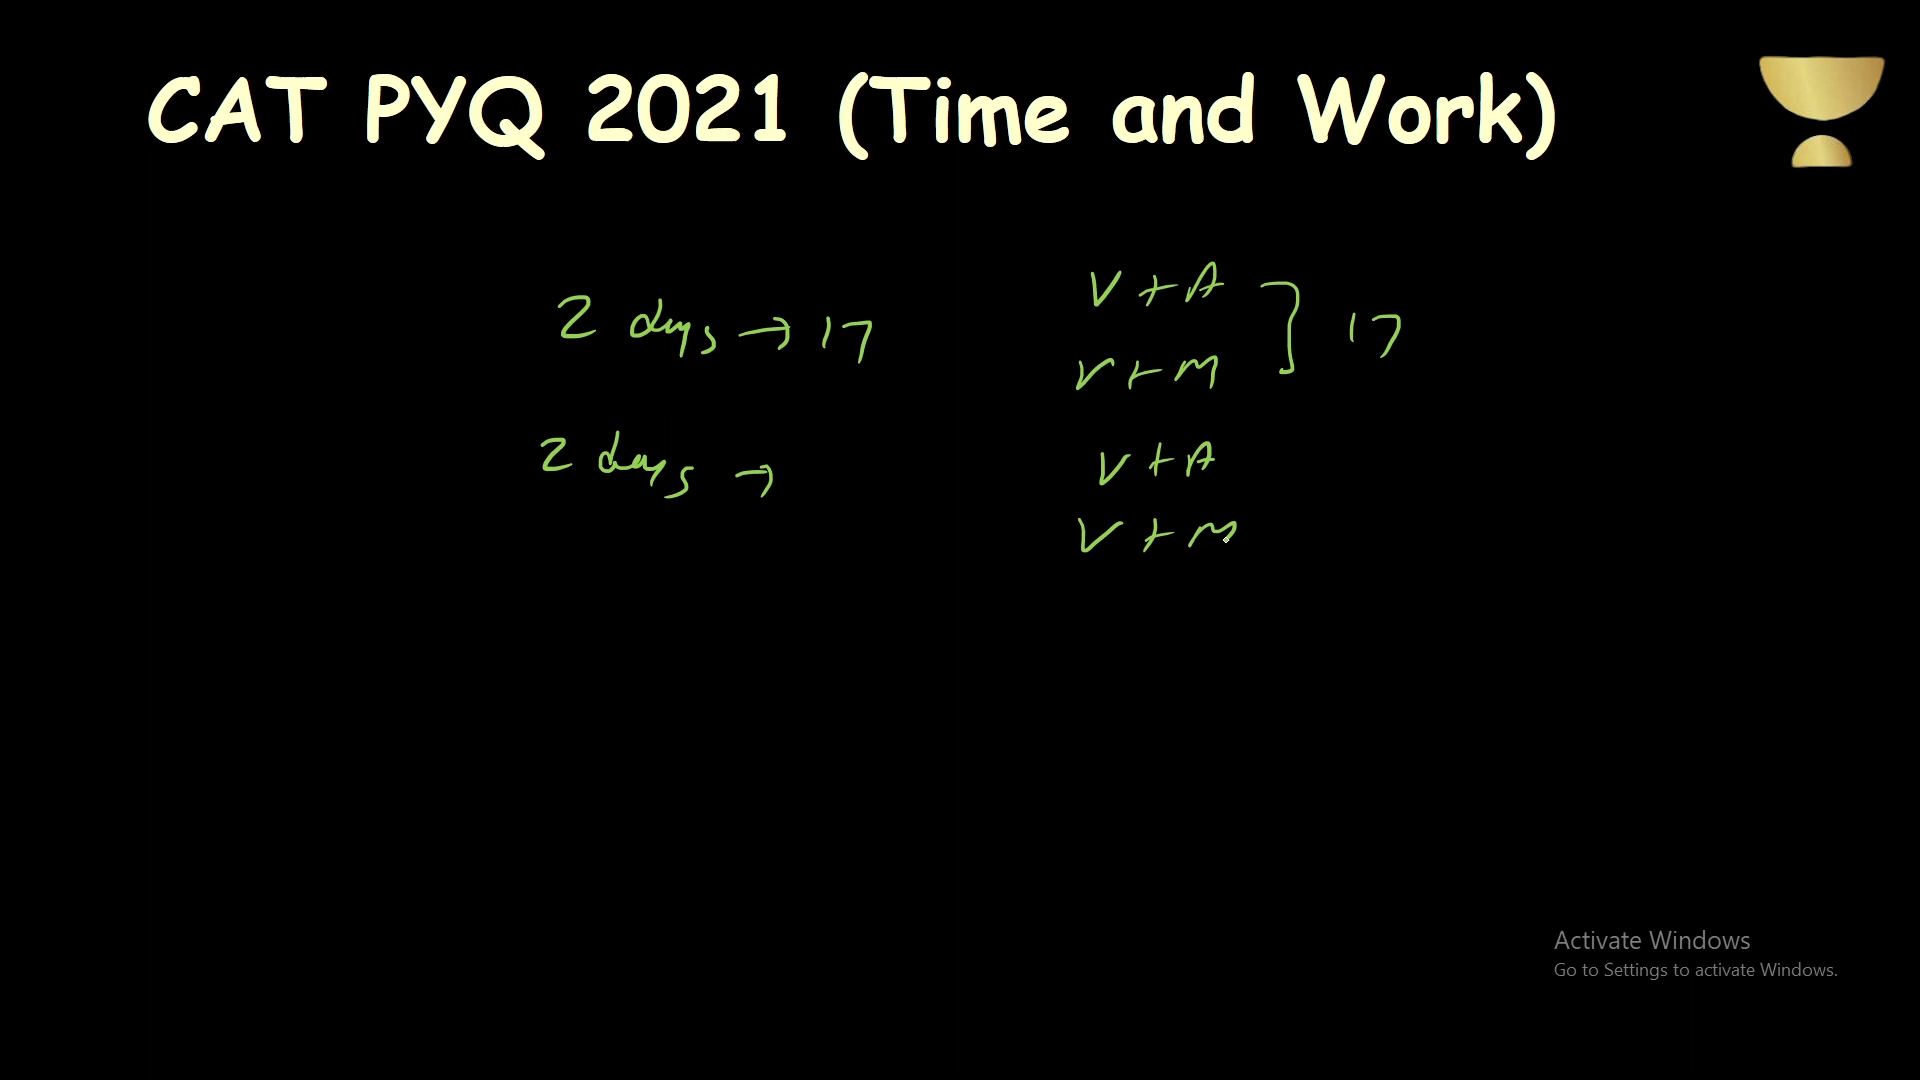 CAT PYQ 2021 (Time and Work)
2 days → 17
V + A
V + M
] 17
2 days →
V + A
V + M
Activate Windows
Go to Settings to activate Windows.